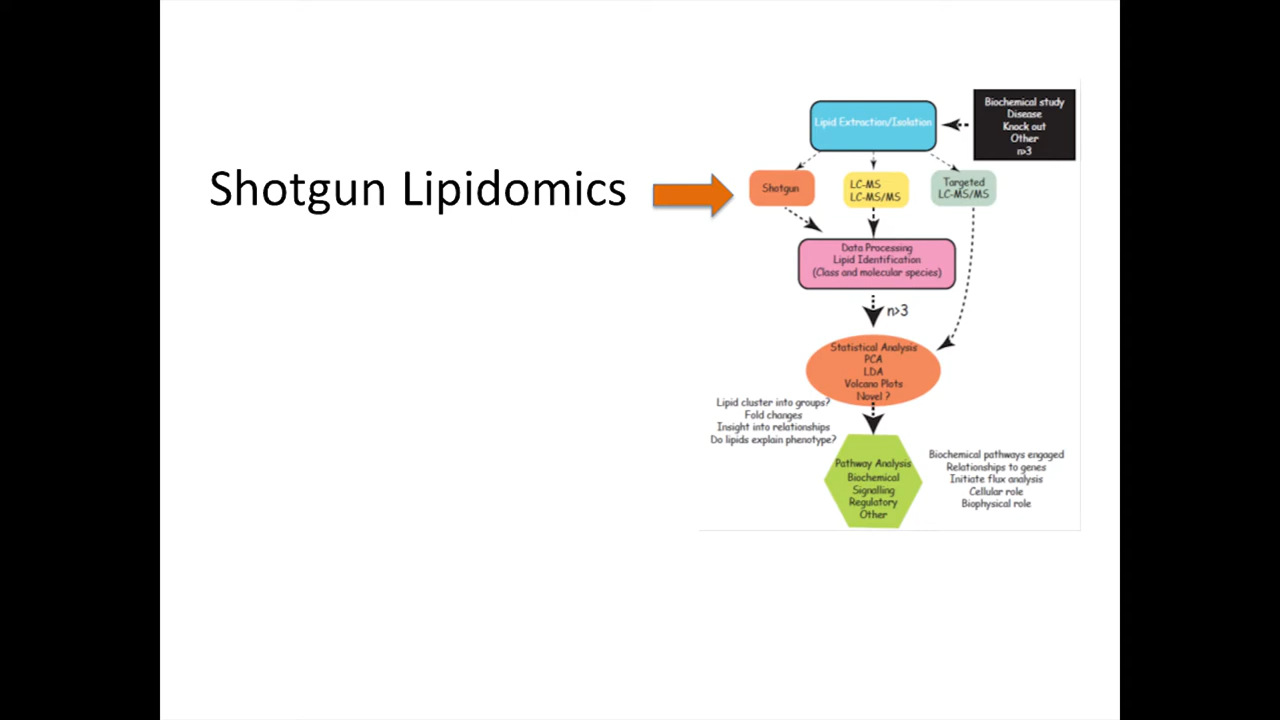 Shotgun Lipidomics
Biochemical study
Disease
Knock out
Other
n>3
Lipid Extraction/Isolation
Shotgun
LC-MS
LC-MS/MS
Targeted
LC-MS/MS
Data Processing
Lipid Identification
(Class and molecular species)
n>3
Statistical Analysis
PCA
LDA
Volcano Plots
Novel ?
Lipid cluster into groups?
Fold changes
Insight into relationships
Do lipids explain phenotype?
Pathway Analysis
Biochemical
Signalling
Regulatory
Other
Biochemical pathways engaged
Relationships to genes
Initiate flux analysis
Cellular role
Biophysical role